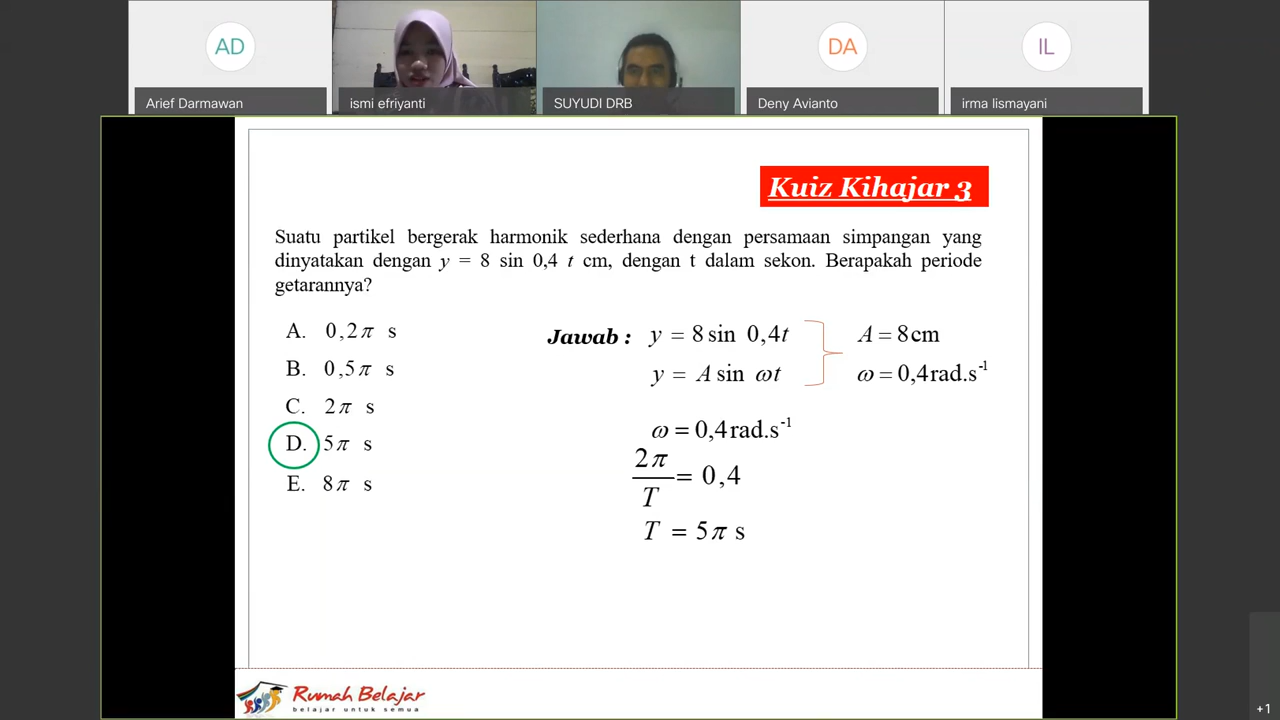 AD
DA
IL
Arief Darmawan
ismi efriyanti
SUYUDI DRB
Deny Avianto
irma lismayani
Kuiz Kihajar 3
Suatu partikel bergerak harmonik sederhana dengan persamaan simpangan yang
dinyatakan dengan y = 8 sin 0,4 t cm, dengan t dalam sekon. Berapakah periode
getarannya?
A. 0,2π s
B. 0,5π s
C. 2π s
D. 5π s
E. 8π s
Jawab : y = 8 sin 0,4t
y = A sin ωt
A = 8cm
ω = 0,4rad.s⁻¹
ω = 0,4rad.s⁻¹
2π/T = 0,4
T = 5π s
Rumah Belajar
belajar untuk semua
+1